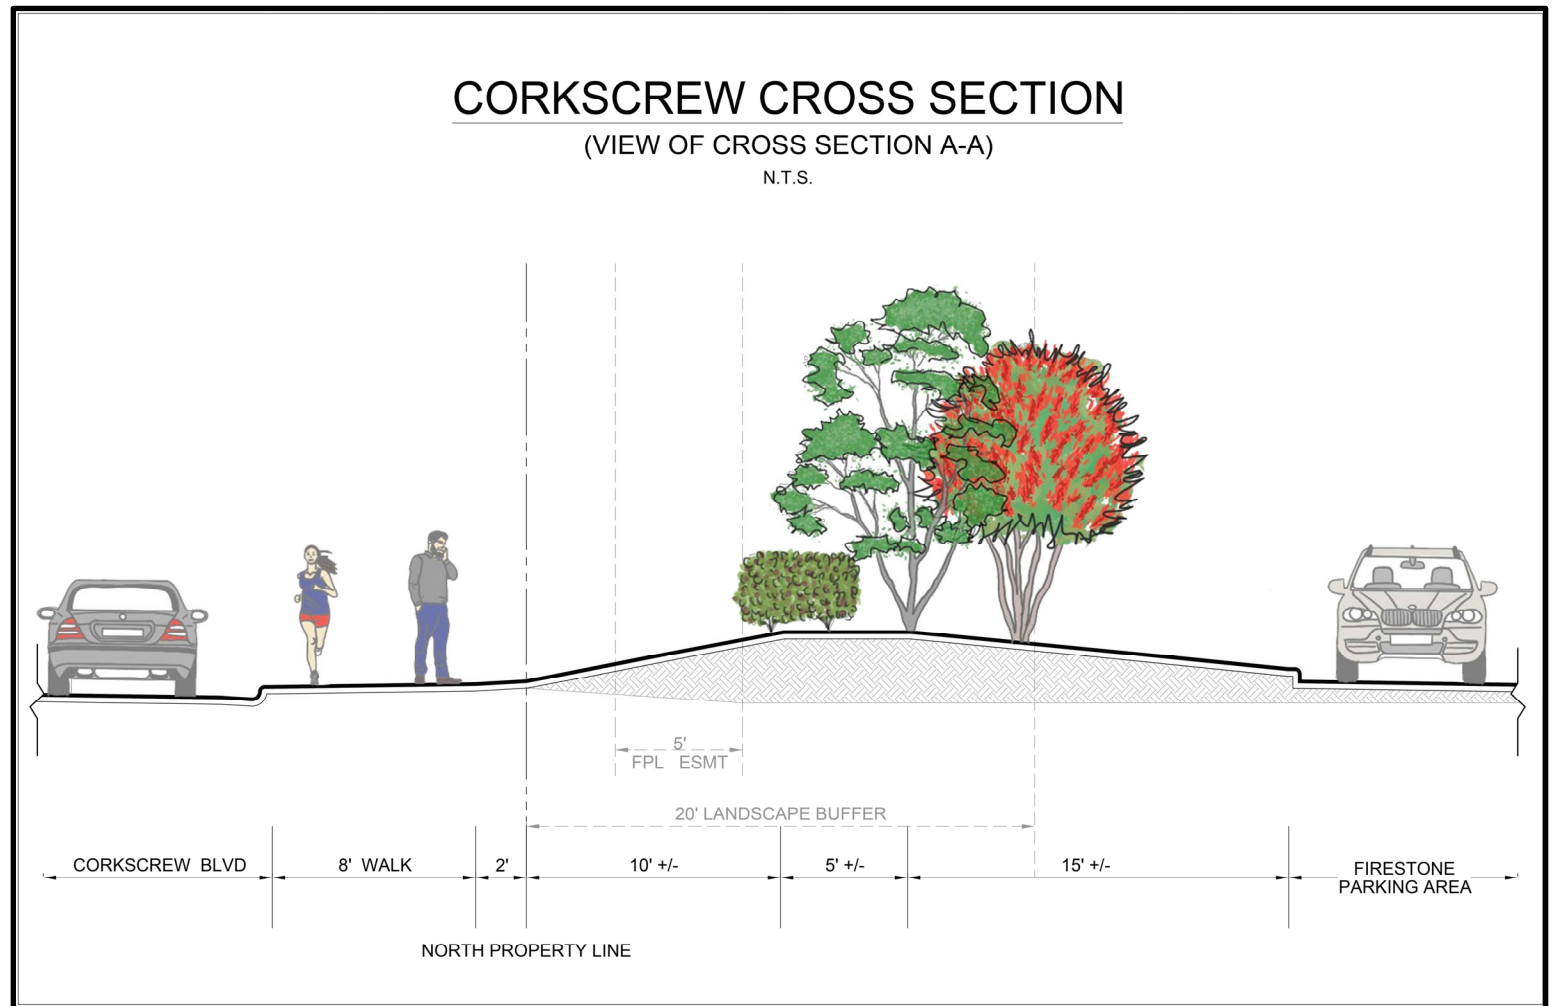 CORKSCREW CROSS SECTION
(VIEW OF CROSS SECTION A-A)
N.T.S.
5'
FPL ESMT
20' LANDSCAPE BUFFER
CORKSCREW BLVD
8' WALK
2'
10' +/-
5' +/-
15' +/-
FIRESTONE
PARKING AREA
NORTH PROPERTY LINE